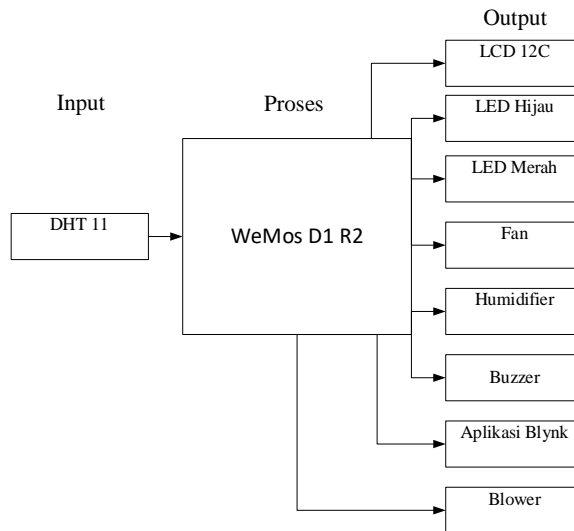 Output
LCD 12C
Input
Proses
LED Hijau
LED Merah
DHT 11
WeMos D1 R2
Fan
Humidifier
Buzzer
Aplikasi Blynk
Blower